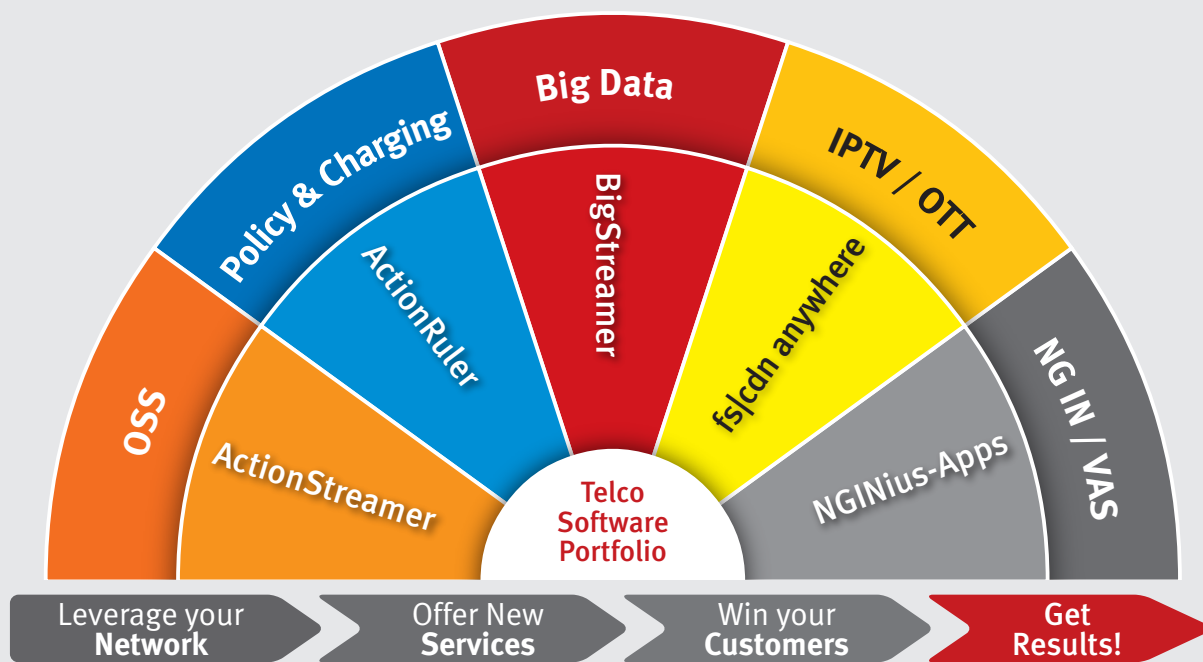 OSS
Policy & Charging
Big Data
IPTV / OTT
NG IN / VAS
ActionStreamer
ActionRuler
BigStreamer
fs|cdn anywhere
NGINius-Apps
Telco
Software
Portfolio
Leverage your
Network
Offer New
Services
Win your
Customers
Get
Results!